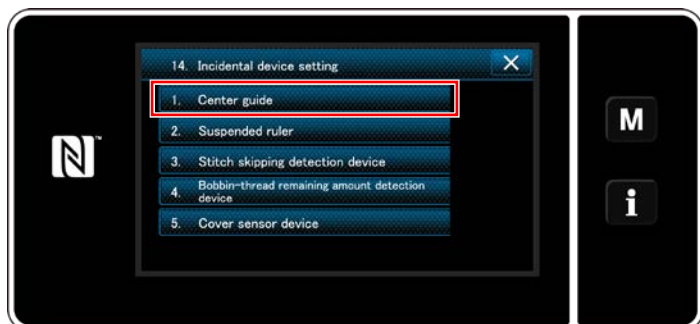 14. Incidental device setting
1. Center guide
2. Suspended ruler
3. Stitch skipping detection device
4. Bobbin-thread remaining amount detection
device
5. Cover sensor device
M
i